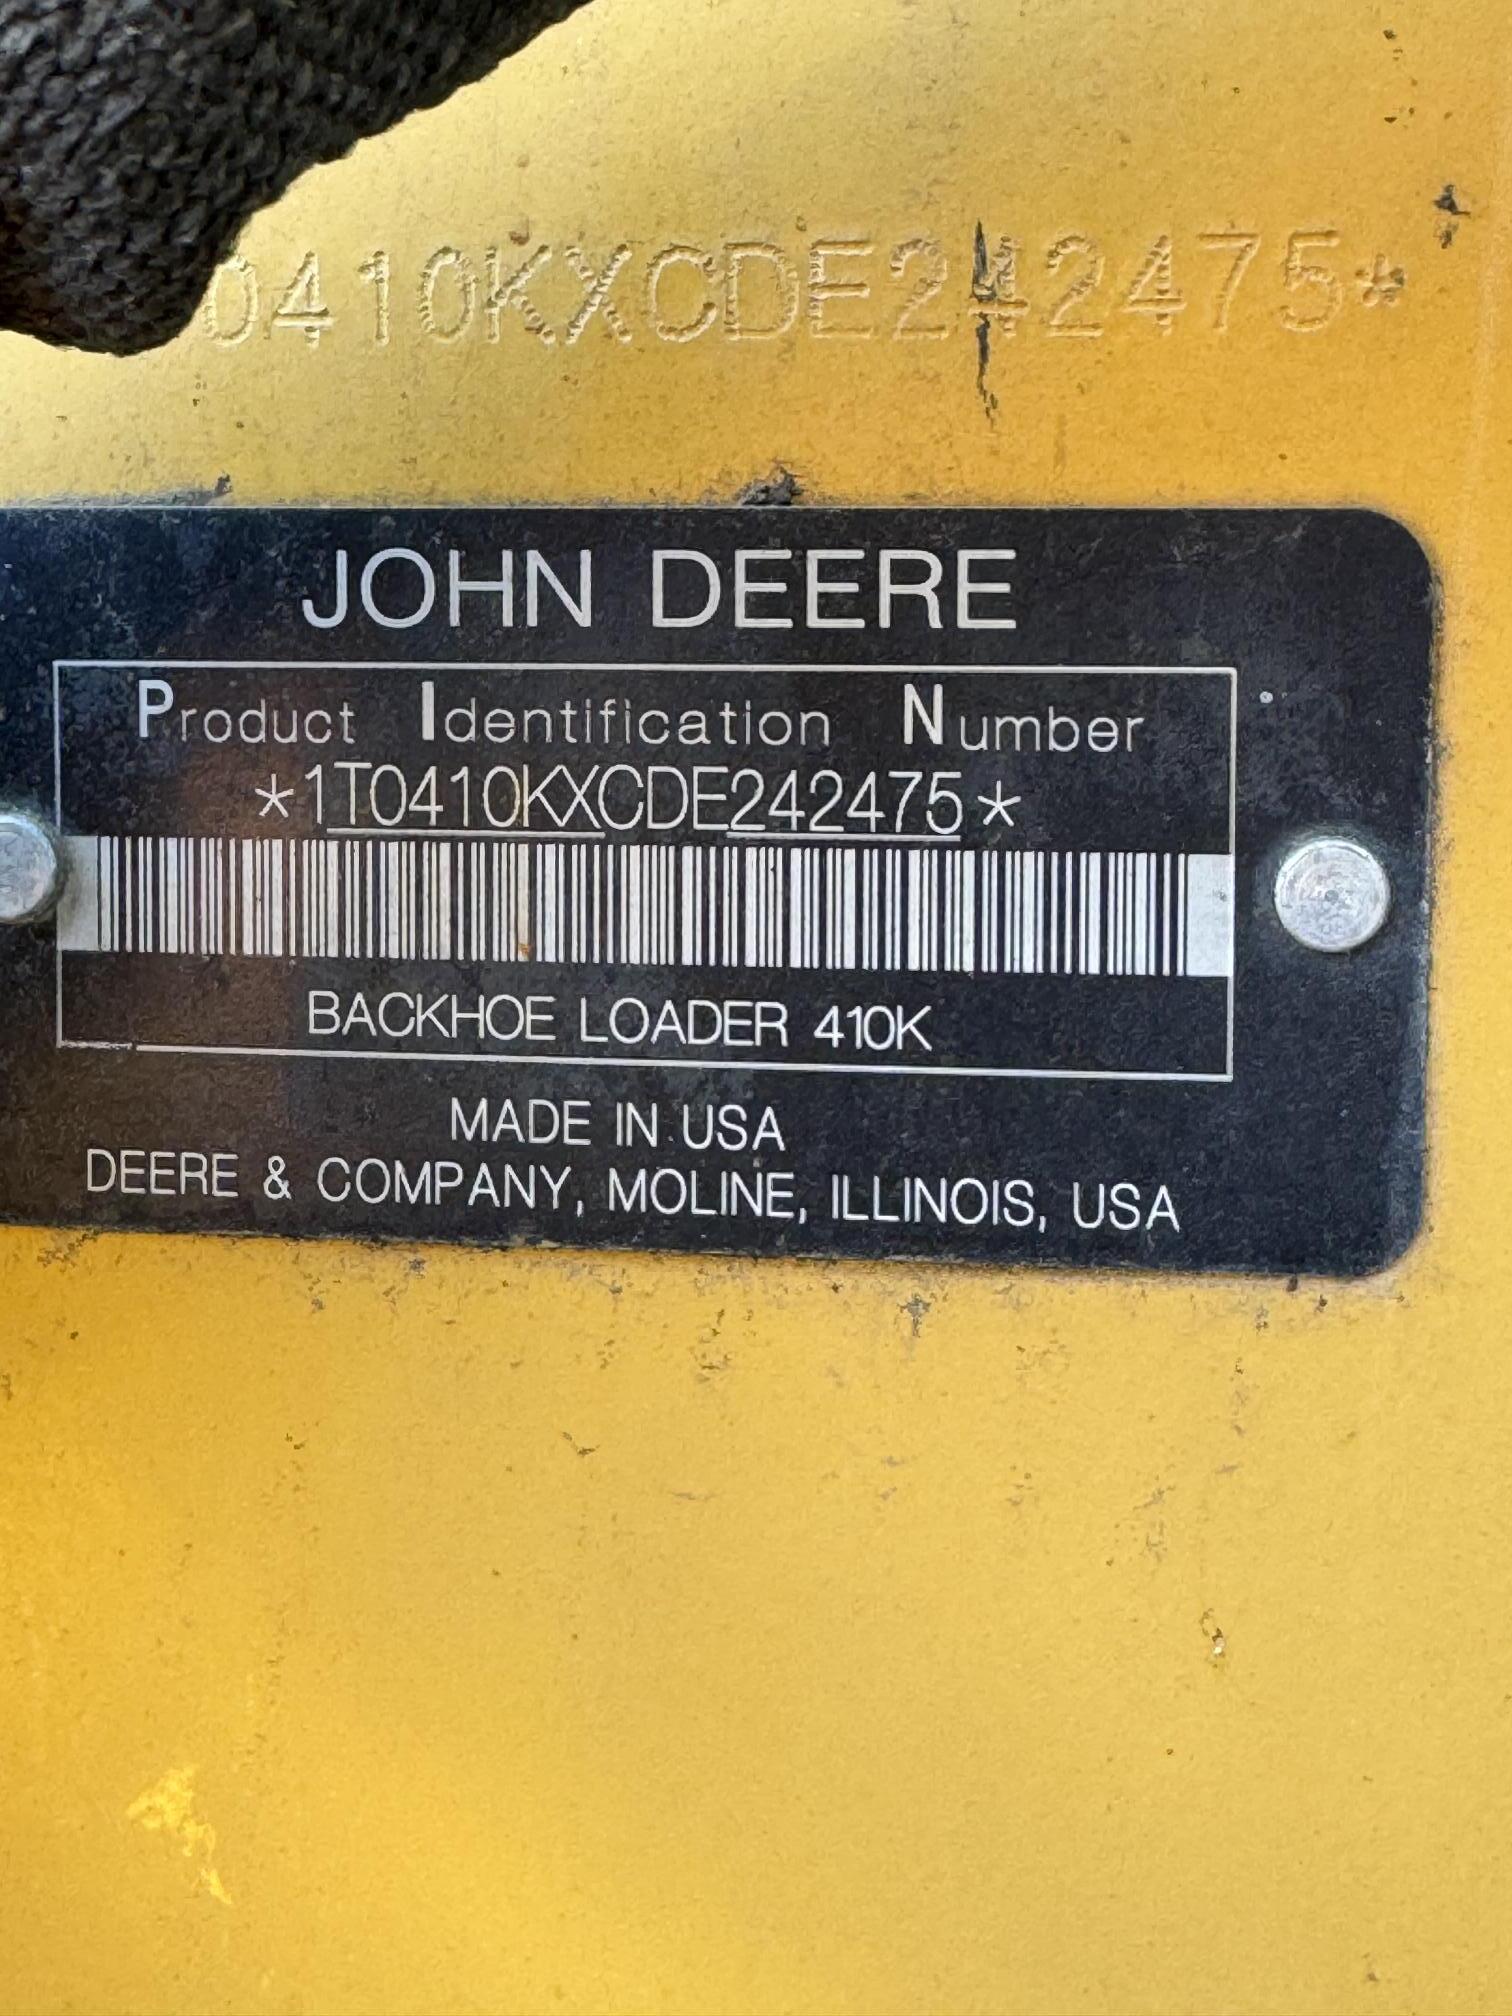 0410KXCDE242475*
JOHN DEERE
Product Identification Number
*1T0410KXCDE242475*
BACKHOE LOADER 410K
MADE IN USA
DEERE & COMPANY, MOLINE, ILLINOIS, USA